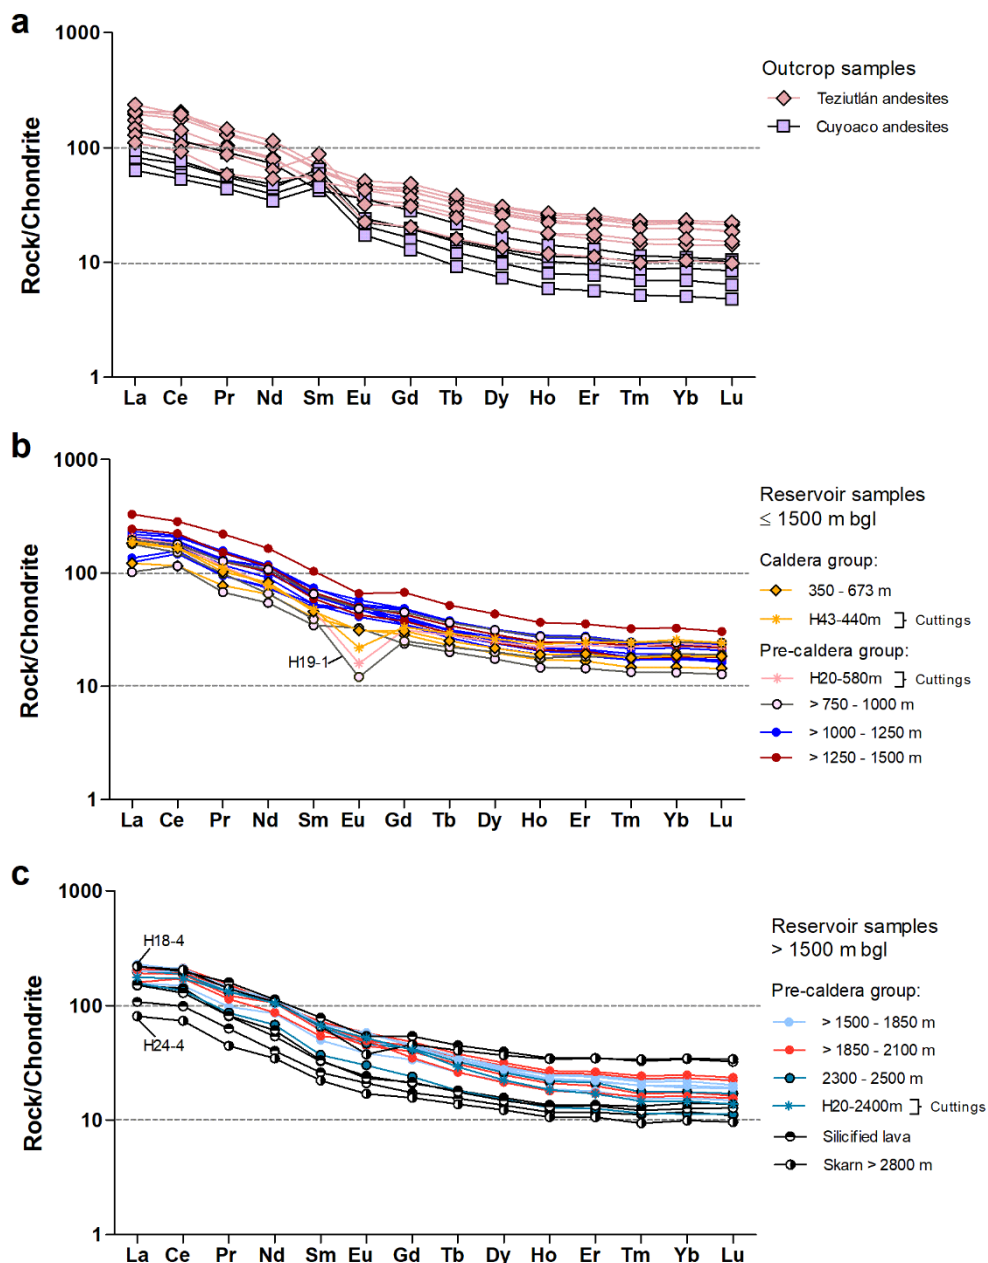 a
1000
100
10
1
Rock/Chondrite
La Ce Pr Nd Sm Eu Gd Tb Dy Ho Er Tm Yb Lu
Outcrop samples
Teziutlán andesites
Cuyoaco andesites
b
1000
100
10
1
Rock/Chondrite
H19-1
La Ce Pr Nd Sm Eu Gd Tb Dy Ho Er Tm Yb Lu
Reservoir samples
≤ 1500 m bgl
Caldera group:
350 - 673 m
H43-440m ] Cuttings
Pre-caldera group:
H20-580m ] Cuttings
> 750 - 1000 m
> 1000 - 1250 m
> 1250 - 1500 m
c
1000
100
10
1
Rock/Chondrite
H18-4
H24-4
La Ce Pr Nd Sm Eu Gd Tb Dy Ho Er Tm Yb Lu
Reservoir samples
> 1500 m bgl
Pre-caldera group:
> 1500 - 1850 m
> 1850 - 2100 m
2300 - 2500 m
H20-2400m ] Cuttings
Silicified lava
Skarn > 2800 m